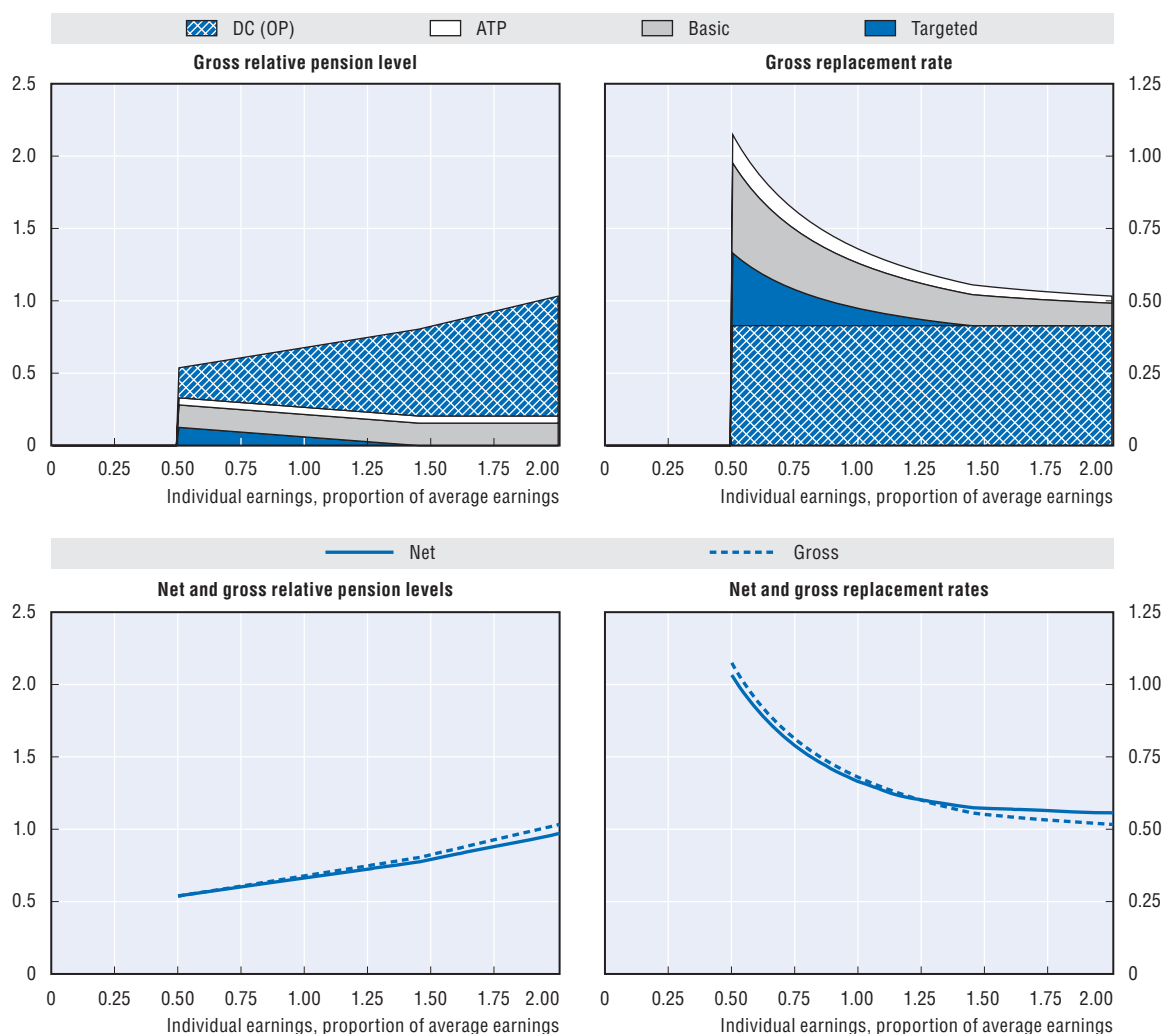 DC (OP) ATP Basic Targeted
Gross relative pension level
2.5
2.0
1.5
1.0
0.5
0
0 0.25 0.50 0.75 1.00 1.25 1.50 1.75 2.00
Individual earnings, proportion of average earnings
Gross replacement rate
1.25
1.00
0.75
0.50
0.25
0
0 0.25 0.50 0.75 1.00 1.25 1.50 1.75 2.00
Individual earnings, proportion of average earnings
Net Gross
Net and gross relative pension levels
2.5
2.0
1.5
1.0
0.5
0
0 0.25 0.50 0.75 1.00 1.25 1.50 1.75 2.00
Individual earnings, proportion of average earnings
Net and gross replacement rates
1.25
1.00
0.75
0.50
0.25
0
0 0.25 0.50 0.75 1.00 1.25 1.50 1.75 2.00
Individual earnings, proportion of average earnings